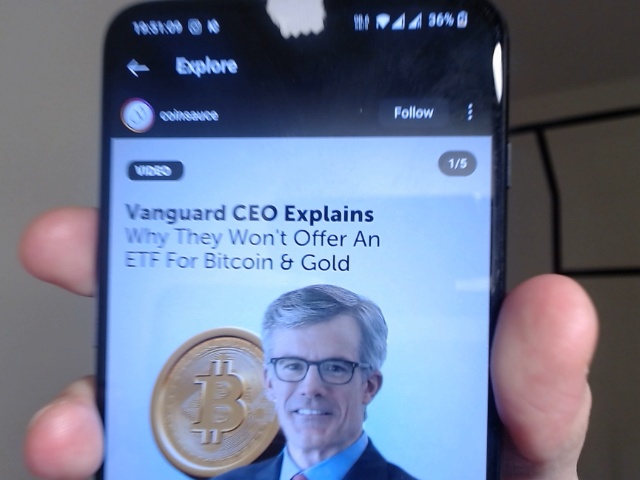 19:51:09
36%
Explore
coinsauce
Follow
VIDEO
1/5
Vanguard CEO Explains
Why They Won't Offer An
ETF For Bitcoin & Gold